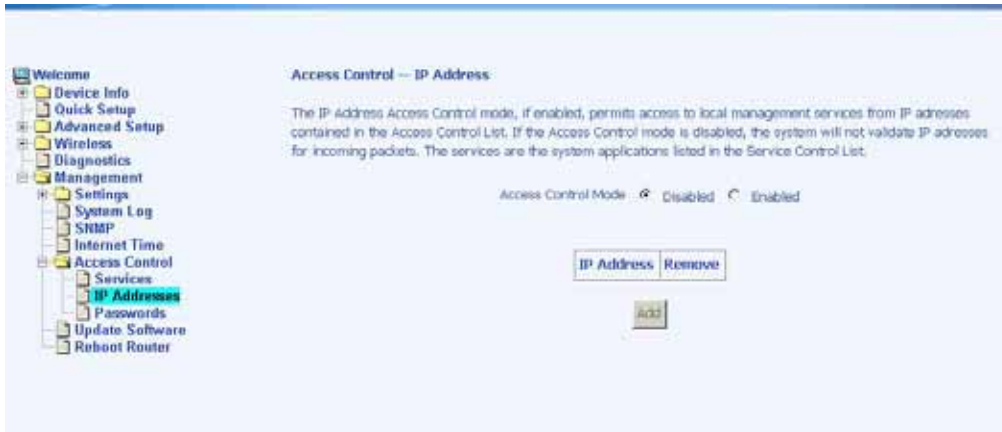 Welcome
Device Info
Quick Setup
Advanced Setup
Wireless
Diagnostics
Management
Settings
System Log
SNMP
Internet Time
Access Control
Services
IP Addresses
Passwords
Update Software
Reboot Router
Access Control -- IP Address
The IP Address Access Control mode, if enabled, permits access to local management services from IP adresses
contained in the Access Control List. If the Access Control mode is disabled, the system will not validate IP adresses
for incoming packets. The services are the system applications listed in the Service Control List.
Access Control Mode Disabled Enabled
IP Address Remove
Add